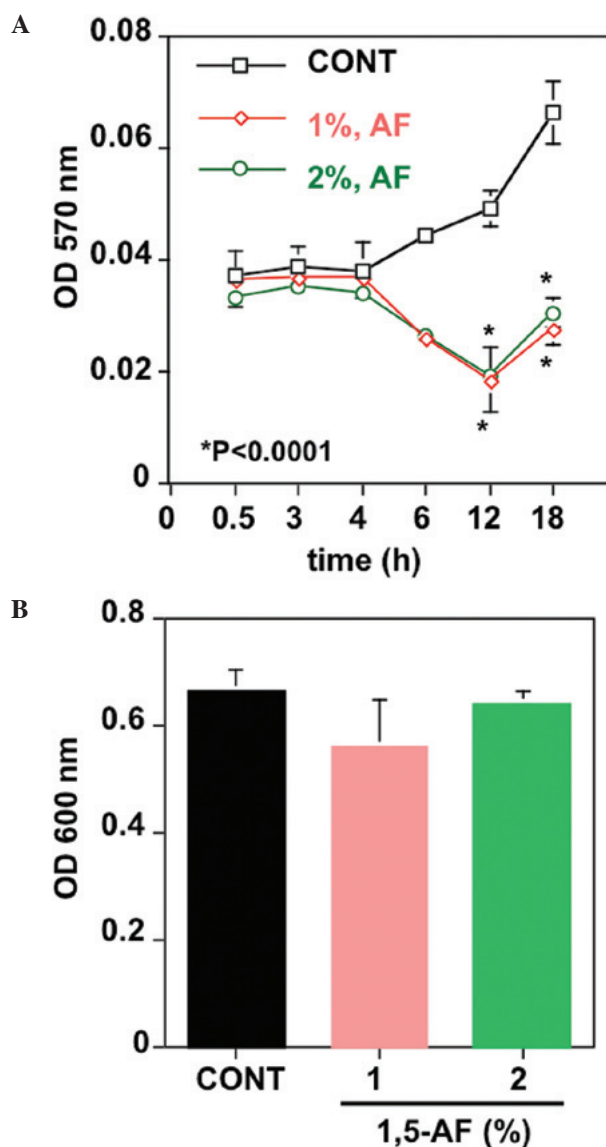 A
0.08
CONT
1%, AF
2%, AF
0.06
OD 570 nm
0.04
0.02
*
*
*
*
*P<0.0001
0
0 0.5 3 4 6 12 18
time (h)
B
0.8
0.6
OD 600 nm
0.4
0.2
0
CONT 1 2
1,5-AF (%)